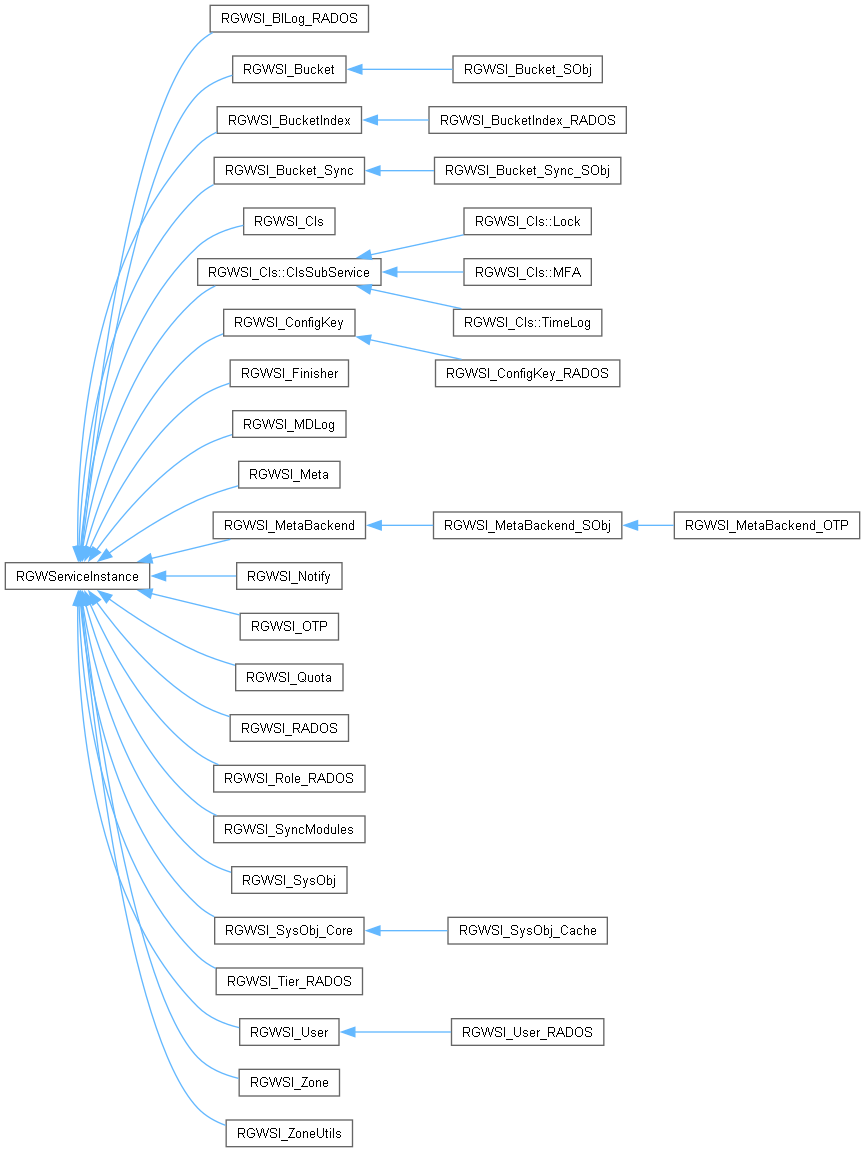 RGWSI_BILog_RADOS
RGWSI_Bucket
RGWSI_Bucket_SObj
RGWSI_BucketIndex
RGWSI_BucketIndex_RADOS
RGWSI_Bucket_Sync
RGWSI_Bucket_Sync_SObj
RGWSI_Cls
RGWSI_Cls::Lock
RGWSI_Cls::ClsSubService
RGWSI_Cls::MFA
RGWSI_Cls::TimeLog
RGWSI_ConfigKey
RGWSI_ConfigKey_RADOS
RGWSI_Finisher
RGWSI_MDLog
RGWSI_Meta
RGWSI_MetaBackend
RGWSI_MetaBackend_SObj
RGWSI_MetaBackend_OTP
RGWServiceInstance
RGWSI_Notify
RGWSI_OTP
RGWSI_Quota
RGWSI_RADOS
RGWSI_Role_RADOS
RGWSI_SyncModules
RGWSI_SysObj
RGWSI_SysObj_Core
RGWSI_SysObj_Cache
RGWSI_Tier_RADOS
RGWSI_User
RGWSI_User_RADOS
RGWSI_Zone
RGWSI_ZoneUtils